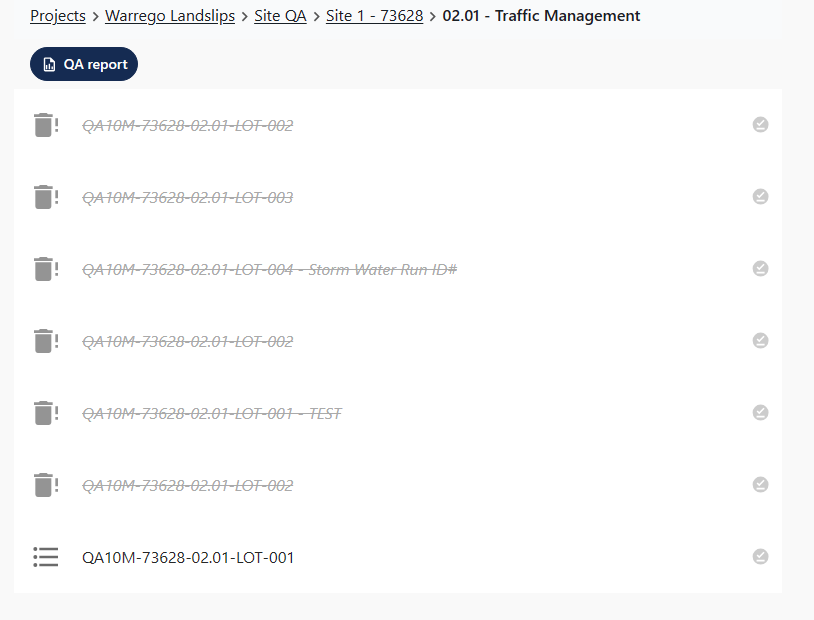 Projects > Warrego Landslips > Site QA > Site 1 - 73628 > 02.01 - Traffic Management
QA report
QA10M-73628-02.01-LOT-002
QA10M-73628-02.01-LOT-003
QA10M-73628-02.01-LOT-004 - Storm Water Run ID#
QA10M-73628-02.01-LOT-002
QA10M-73628-02.01-LOT-001 - TEST
QA10M-73628-02.01-LOT-002
QA10M-73628-02.01-LOT-001